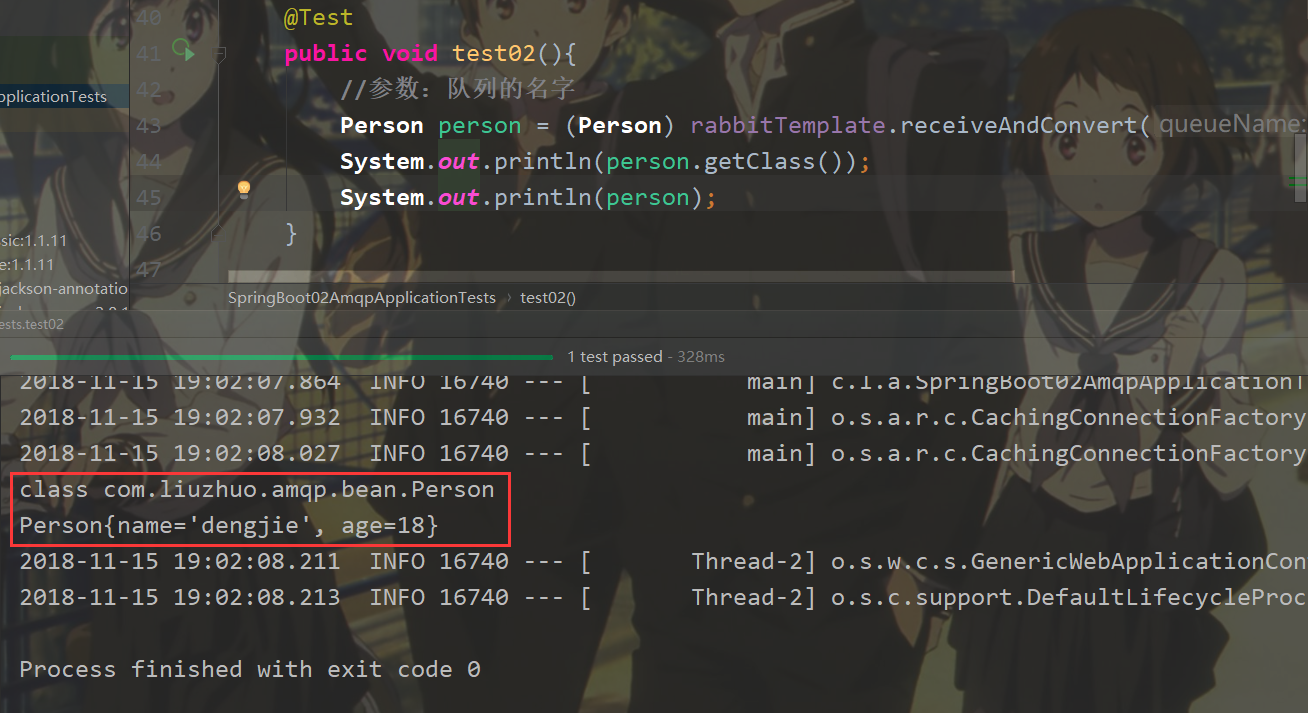 40 @Test
41 public void test02(){
42 //参数: 队列的名字
43 Person person = (Person) rabbitTemplate.receiveAndConvert( queueName:
44 System.out.println(person.getClass());
45 System.out.println(person);
46 }
47
pplicationTests
sic:1.1.11
e:1.1.11
jackson-annotatio
SpringBoot02AmqpApplicationTests › test02()
ests.test02
1 test passed - 328ms
2018-11-15 19:02:07.864 INFO 16740 --- [ main] c.l.a.SpringBoot02AmqpApplicationT
2018-11-15 19:02:07.932 INFO 16740 --- [ main] o.s.a.r.c.CachingConnectionFactory
2018-11-15 19:02:08.027 INFO 16740 --- [ main] o.s.a.r.c.CachingConnectionFactory
class com.liuzhuo.amqp.bean.Person
Person{name='dengjie', age=18}
2018-11-15 19:02:08.211 INFO 16740 --- [ Thread-2] o.s.w.c.s.GenericWebApplicationCon
2018-11-15 19:02:08.213 INFO 16740 --- [ Thread-2] o.s.c.support.DefaultLifecycleProc
Process finished with exit code 0